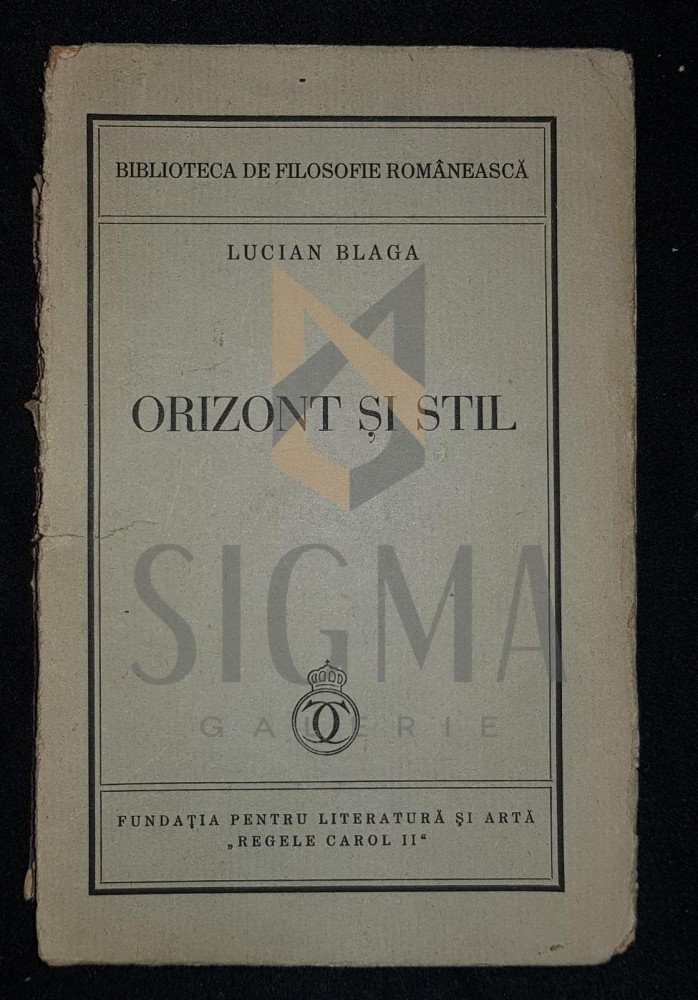 BIBLIOTECA DE FILOSOFIE ROMÂNEASCĂ
LUCIAN BLAGA
ORIZONT ȘI STIL
SIGMA
GALERIE
FUNDAȚIA PENTRU LITERATURĂ ȘI ARTĂ
„REGELE CAROL II“